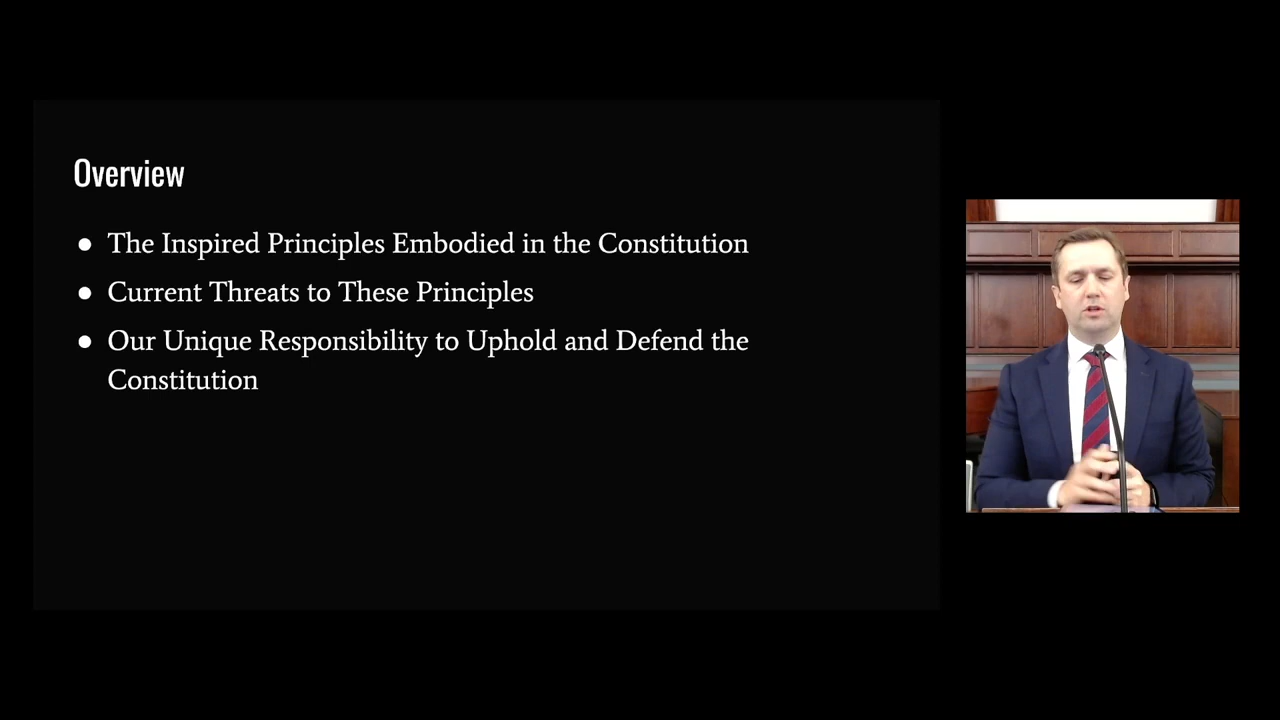 Overview
● The Inspired Principles Embodied in the Constitution
● Current Threats to These Principles
● Our Unique Responsibility to Uphold and Defend the
Constitution